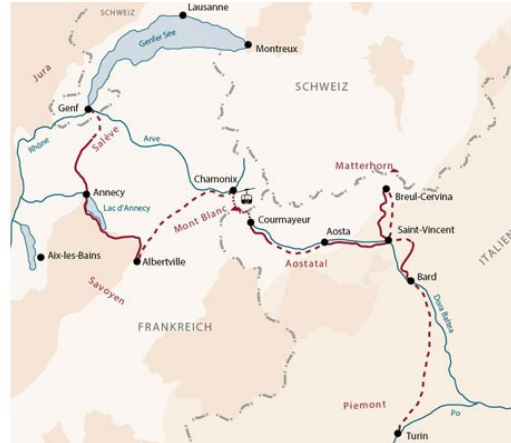 SCHWEIZ
Lausanne
Genfer See
Montreux
Jura
SCHWEIZ
Genf
Rhône
Salève
Arve
Matterhorn
Chamonix
Annecy
Breul-Cervina
Lac d'Annecy
Mont Blanc
Courmayeur
Saint-Vincent
Aosta
ITALIEN
Aix-les-Bains
Albertville
Aostatal
Savoyen
Bard
Dora Baltea
FRANKREICH
Piemont
Po
Turin